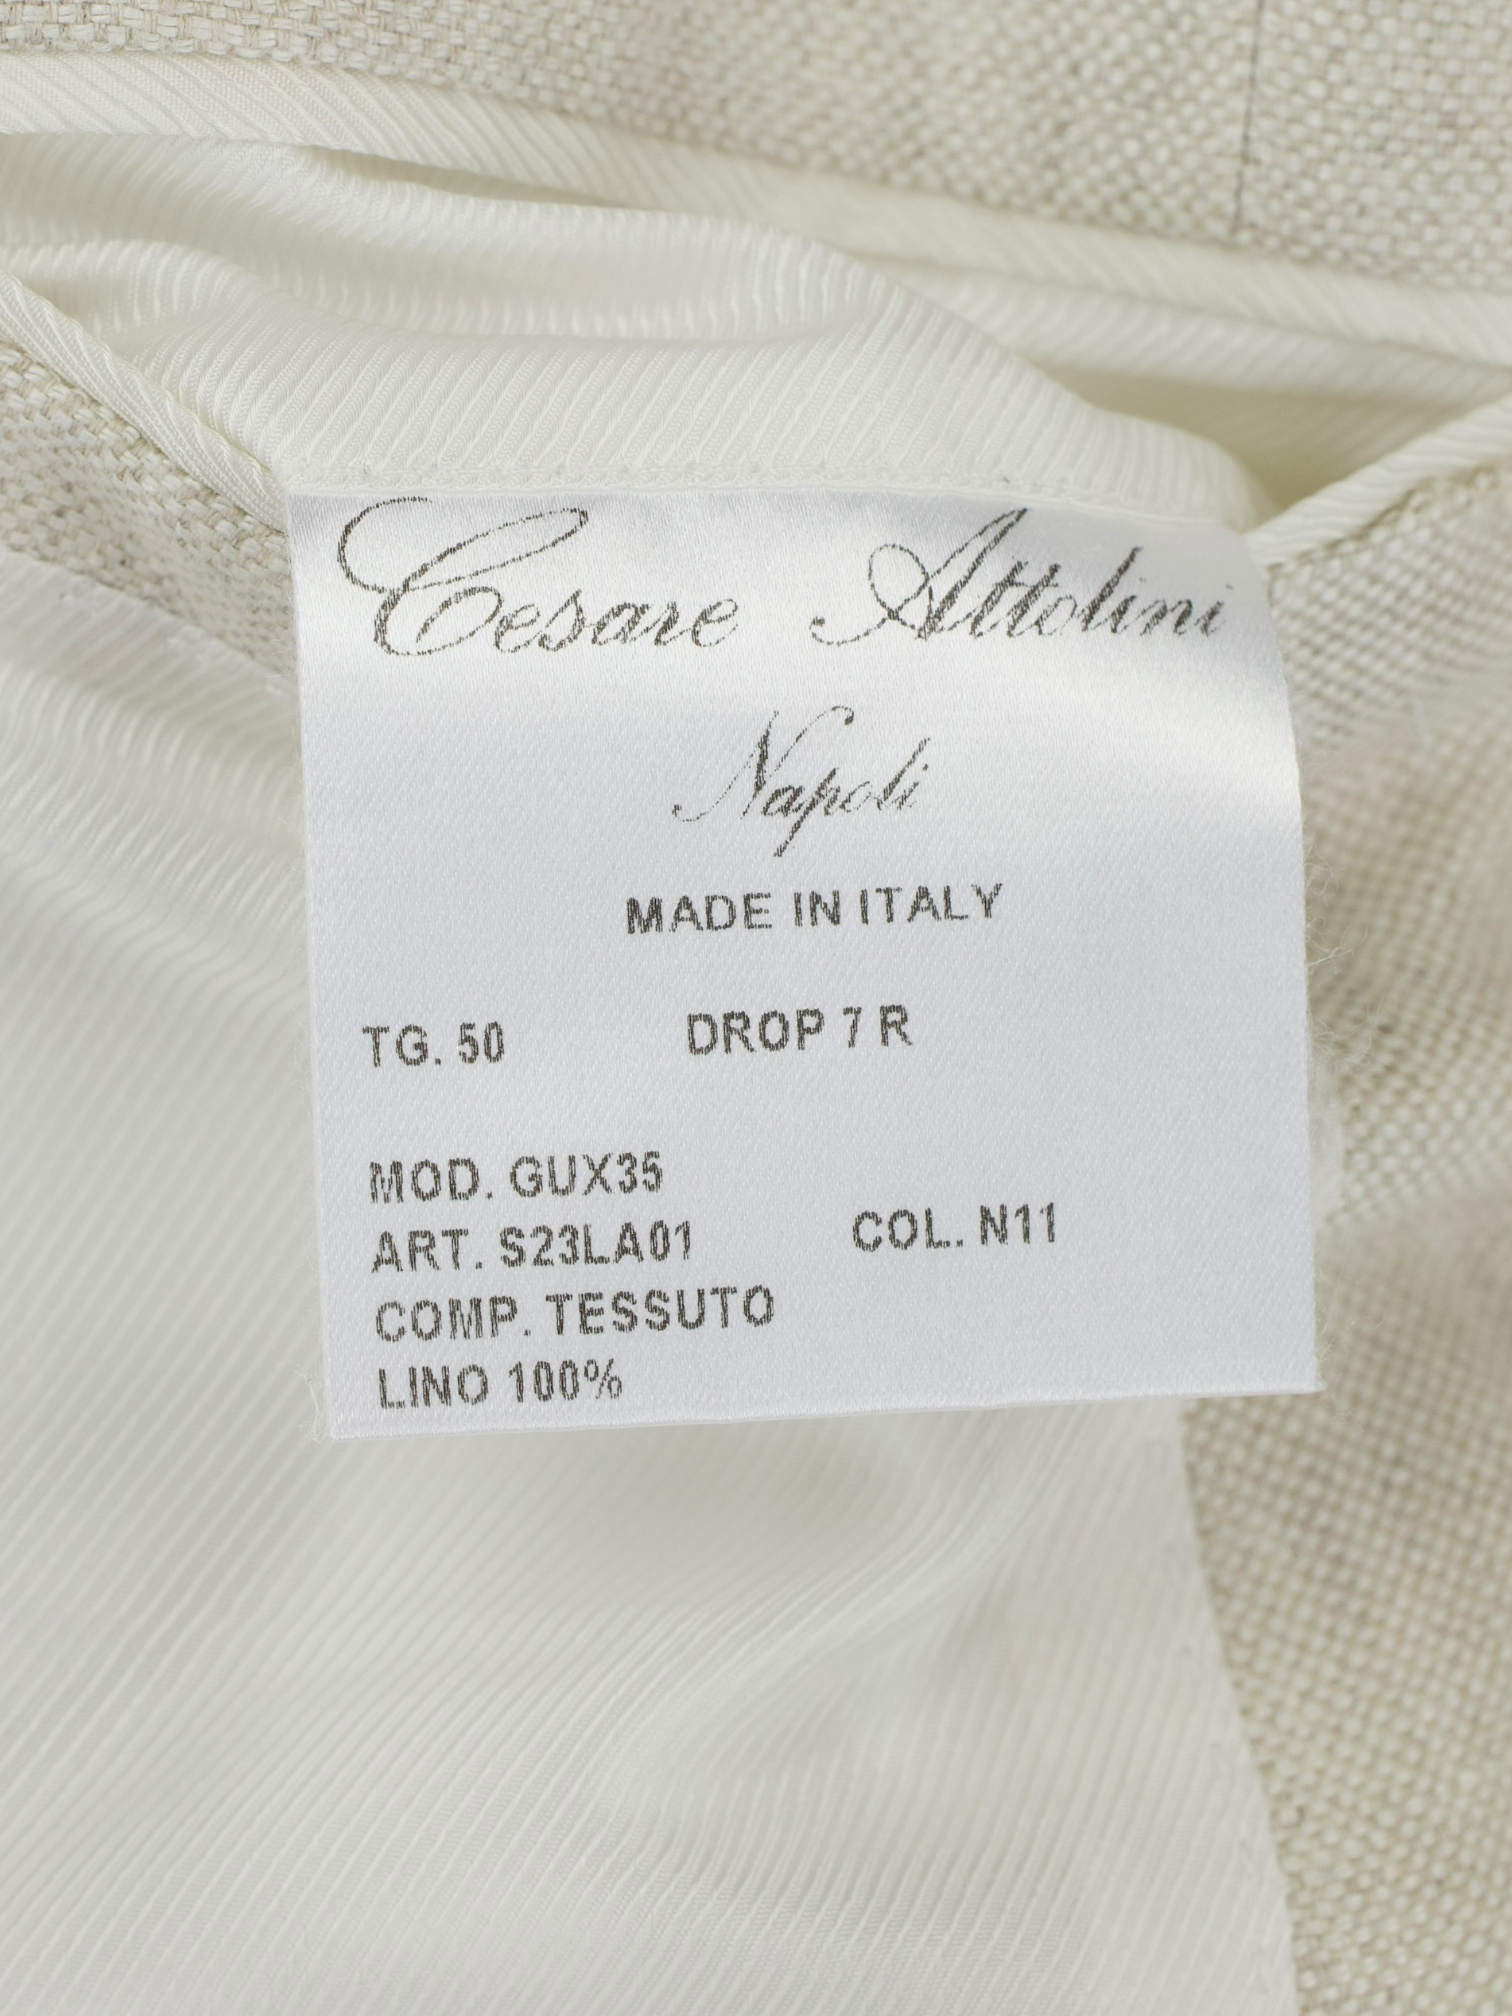 Cesare Attolini
Napoli
MADE IN ITALY
TG. 50 DROP 7 R
MOD. GUX35
ART. S23LA01 COL. N11
COMP. TESSUTO
LINO 100%